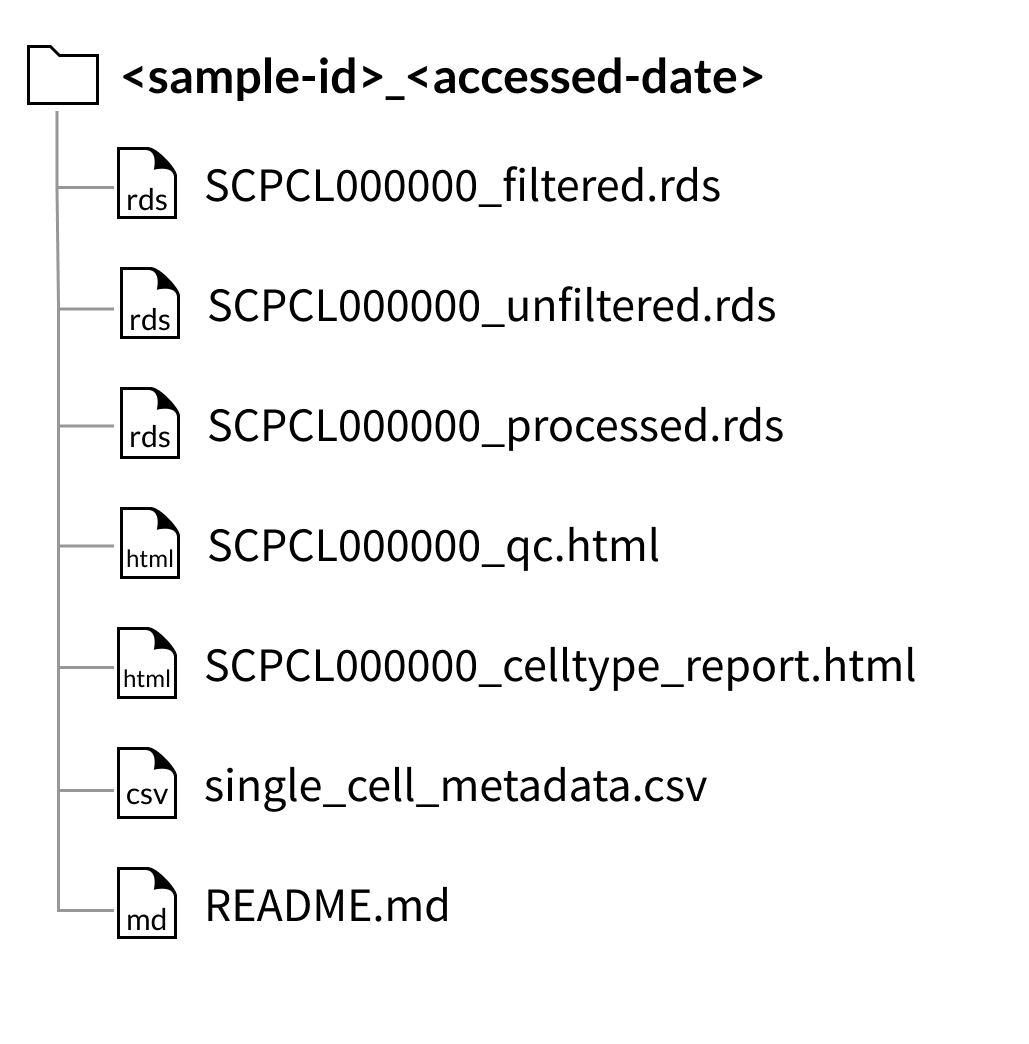 <sample-id>_<accessed-date>
rds SCPCL000000_filtered.rds
rds SCPCL000000_unfiltered.rds
rds SCPCL000000_processed.rds
html SCPCL000000_qc.html
html SCPCL000000_celltype_report.html
csv single_cell_metadata.csv
md README.md